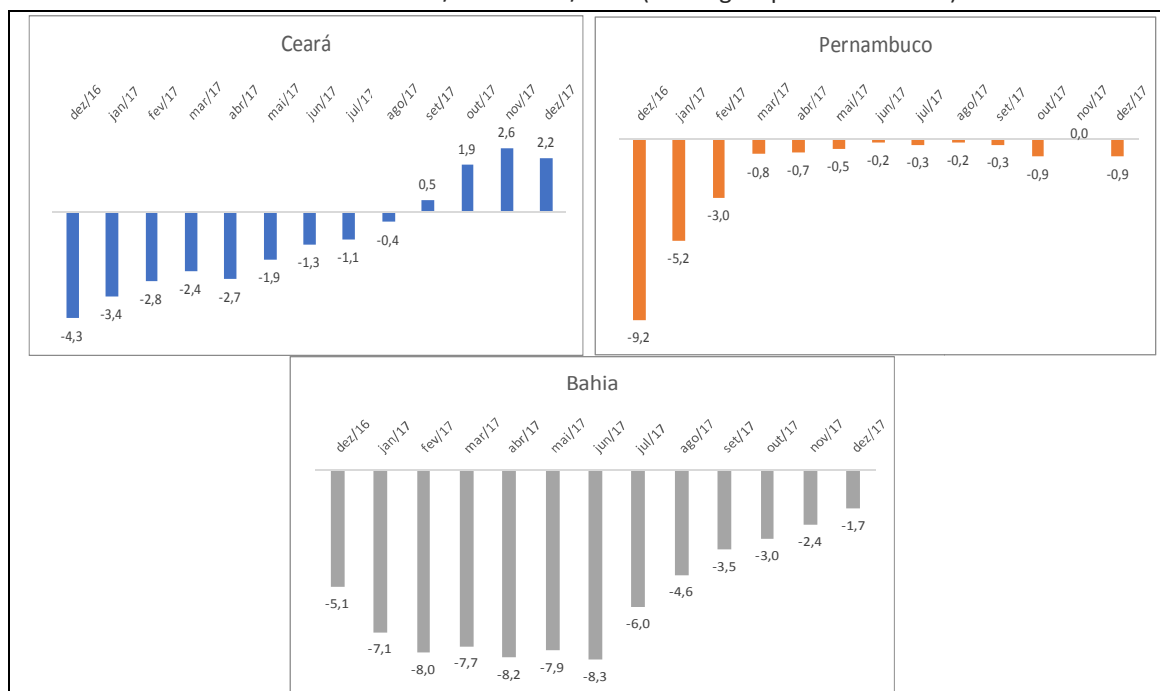 Ceará
dez/16 jan/17 fev/17 mar/17 abr/17 mai/17 jun/17 jul/17 ago/17 set/17 out/17 nov/17 dez/17
-4,3 -3,4 -2,8 -2,4 -2,7 -1,9 -1,3 -1,1 -0,4 0,5 1,9 2,6 2,2
Pernambuco
dez/16 jan/17 fev/17 mar/17 abr/17 mai/17 jun/17 jul/17 ago/17 set/17 out/17 nov/17 dez/17
-9,2 -5,2 -3,0 -0,8 -0,7 -0,5 -0,2 -0,3 -0,2 -0,3 -0,9 0,0 -0,9
Bahia
dez/16 jan/17 fev/17 mar/17 abr/17 mai/17 jun/17 jul/17 ago/17 set/17 out/17 nov/17 dez/17
-5,1 -7,1 -8,0 -7,7 -8,2 -7,9 -8,3 -6,0 -4,6 -3,5 -3,0 -2,4 -1,7